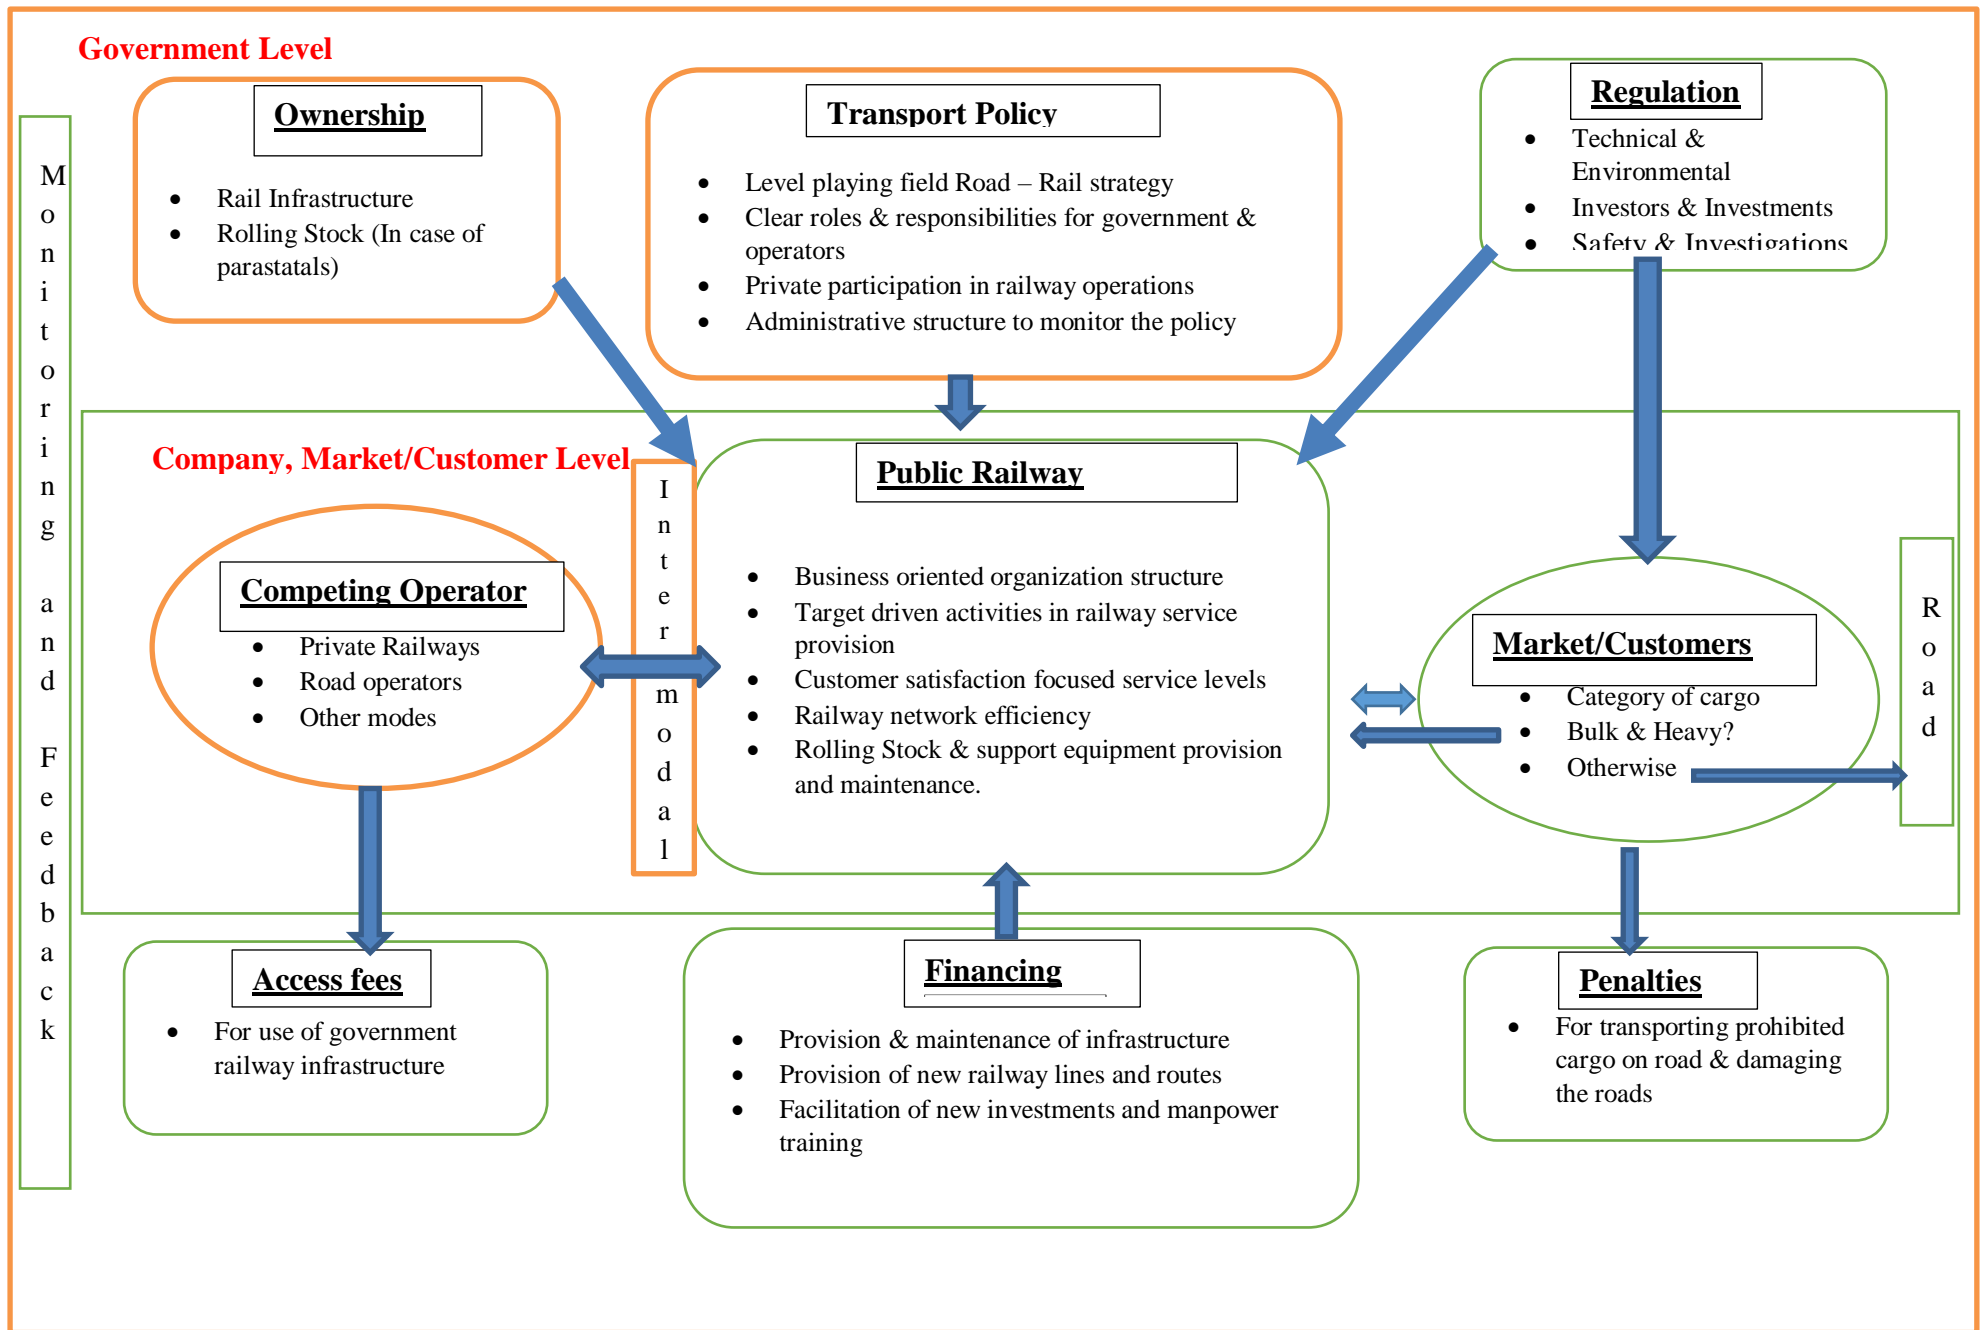 Government Level
Ownership
• Rail Infrastructure
• Rolling Stock (In case of
parastatals)
Transport Policy
• Level playing field Road – Rail strategy
• Clear roles & responsibilities for government &
operators
• Private participation in railway operations
• Administrative structure to monitor the policy
Regulation
• Technical &
Environmental
• Investors & Investments
• Safety & Investigations
Monitoring and Feedback
Company, Market/Customer Level
Competing Operator
• Private Railways
• Road operators
• Other modes
Intermodal
Public Railway
• Business oriented organization structure
• Target driven activities in railway service
provision
• Customer satisfaction focused service levels
• Railway network efficiency
• Rolling Stock & support equipment provision
and maintenance.
Market/Customers
• Category of cargo
• Bulk & Heavy?
• Otherwise
Road
Access fees
• For use of government
railway infrastructure
Financing
• Provision & maintenance of infrastructure
• Provision of new railway lines and routes
• Facilitation of new investments and manpower
training
Penalties
• For transporting prohibited
cargo on road & damaging
the roads